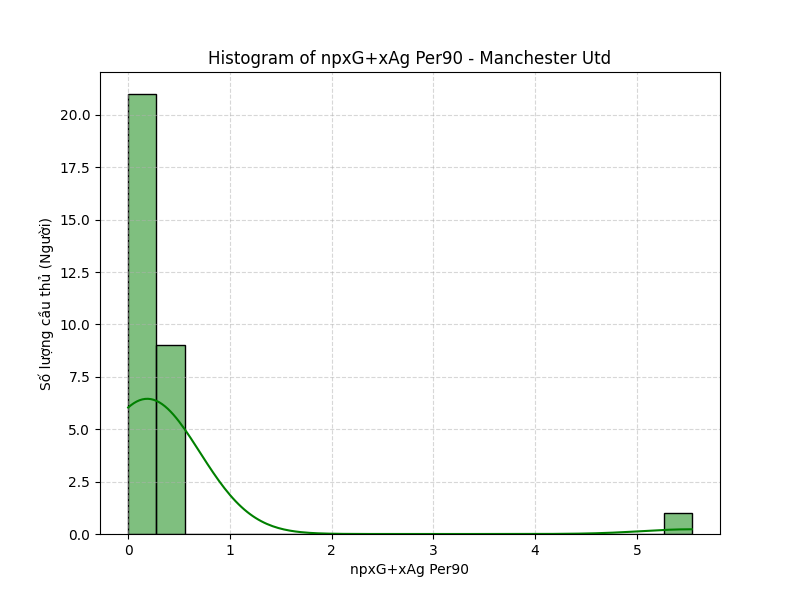 Histogram of npxG+xAg Per90 - Manchester Utd
Số lượng cầu thủ (Người)
20.0
17.5
15.0
12.5
10.0
7.5
5.0
2.5
0.0
0 1 2 3 4 5
npxG+xAg Per90